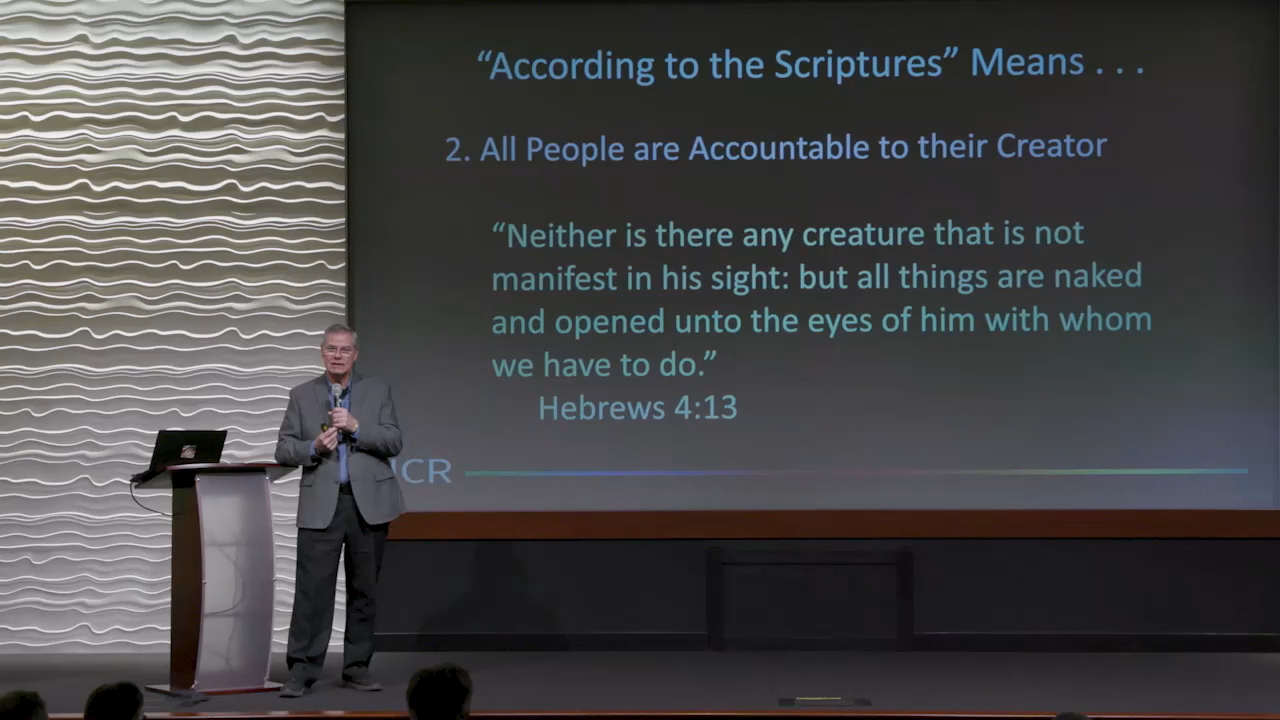 “According to the Scriptures” Means . . .
2. All People are Accountable to their Creator
“Neither is there any creature that is not
manifest in his sight: but all things are naked
and opened unto the eyes of him with whom
we have to do.”
Hebrews 4:13
ICR